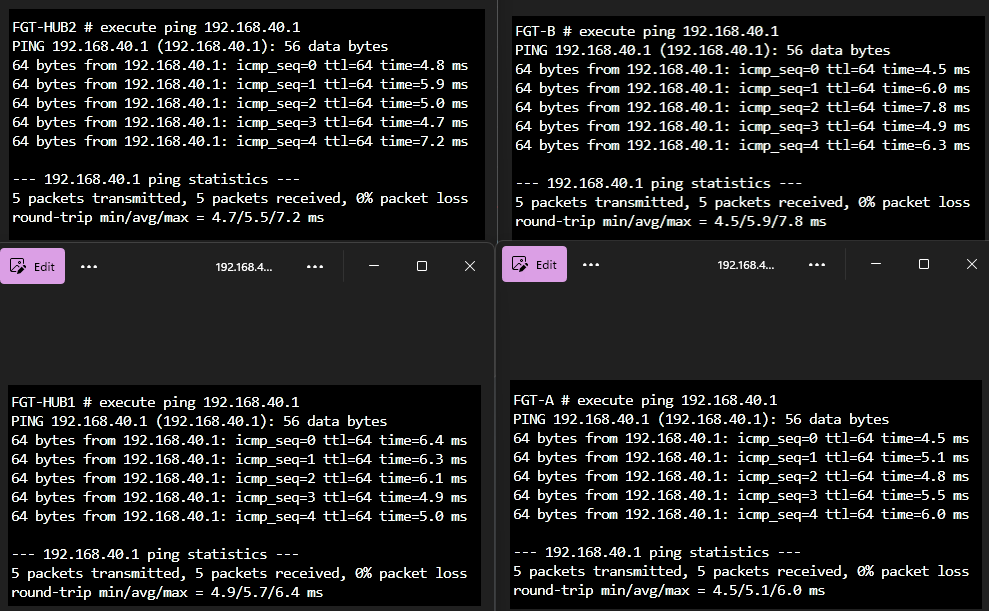 FGT-HUB2 # execute ping 192.168.40.1
PING 192.168.40.1 (192.168.40.1): 56 data bytes
64 bytes from 192.168.40.1: icmp_seq=0 ttl=64 time=4.8 ms
64 bytes from 192.168.40.1: icmp_seq=1 ttl=64 time=5.9 ms
64 bytes from 192.168.40.1: icmp_seq=2 ttl=64 time=5.0 ms
64 bytes from 192.168.40.1: icmp_seq=3 ttl=64 time=4.7 ms
64 bytes from 192.168.40.1: icmp_seq=4 ttl=64 time=7.2 ms
--- 192.168.40.1 ping statistics ---
5 packets transmitted, 5 packets received, 0% packet loss
round-trip min/avg/max = 4.7/5.5/7.2 ms
FGT-B # execute ping 192.168.40.1
PING 192.168.40.1 (192.168.40.1): 56 data bytes
64 bytes from 192.168.40.1: icmp_seq=0 ttl=64 time=4.5 ms
64 bytes from 192.168.40.1: icmp_seq=1 ttl=64 time=6.0 ms
64 bytes from 192.168.40.1: icmp_seq=2 ttl=64 time=7.8 ms
64 bytes from 192.168.40.1: icmp_seq=3 ttl=64 time=4.9 ms
64 bytes from 192.168.40.1: icmp_seq=4 ttl=64 time=6.3 ms
--- 192.168.40.1 ping statistics ---
5 packets transmitted, 5 packets received, 0% packet loss
round-trip min/avg/max = 4.5/5.9/7.8 ms
Edit ... 192.168.4... ...
FGT-HUB1 # execute ping 192.168.40.1
PING 192.168.40.1 (192.168.40.1): 56 data bytes
64 bytes from 192.168.40.1: icmp_seq=0 ttl=64 time=6.4 ms
64 bytes from 192.168.40.1: icmp_seq=1 ttl=64 time=6.3 ms
64 bytes from 192.168.40.1: icmp_seq=2 ttl=64 time=6.1 ms
64 bytes from 192.168.40.1: icmp_seq=3 ttl=64 time=4.9 ms
64 bytes from 192.168.40.1: icmp_seq=4 ttl=64 time=5.0 ms
--- 192.168.40.1 ping statistics ---
5 packets transmitted, 5 packets received, 0% packet loss
round-trip min/avg/max = 4.9/5.7/6.4 ms
Edit ... 192.168.4... ...
FGT-A # execute ping 192.168.40.1
PING 192.168.40.1 (192.168.40.1): 56 data bytes
64 bytes from 192.168.40.1: icmp_seq=0 ttl=64 time=4.5 ms
64 bytes from 192.168.40.1: icmp_seq=1 ttl=64 time=5.1 ms
64 bytes from 192.168.40.1: icmp_seq=2 ttl=64 time=4.8 ms
64 bytes from 192.168.40.1: icmp_seq=3 ttl=64 time=5.5 ms
64 bytes from 192.168.40.1: icmp_seq=4 ttl=64 time=6.0 ms
--- 192.168.40.1 ping statistics ---
5 packets transmitted, 5 packets received, 0% packet loss
round-trip min/avg/max = 4.5/5.1/6.0 ms